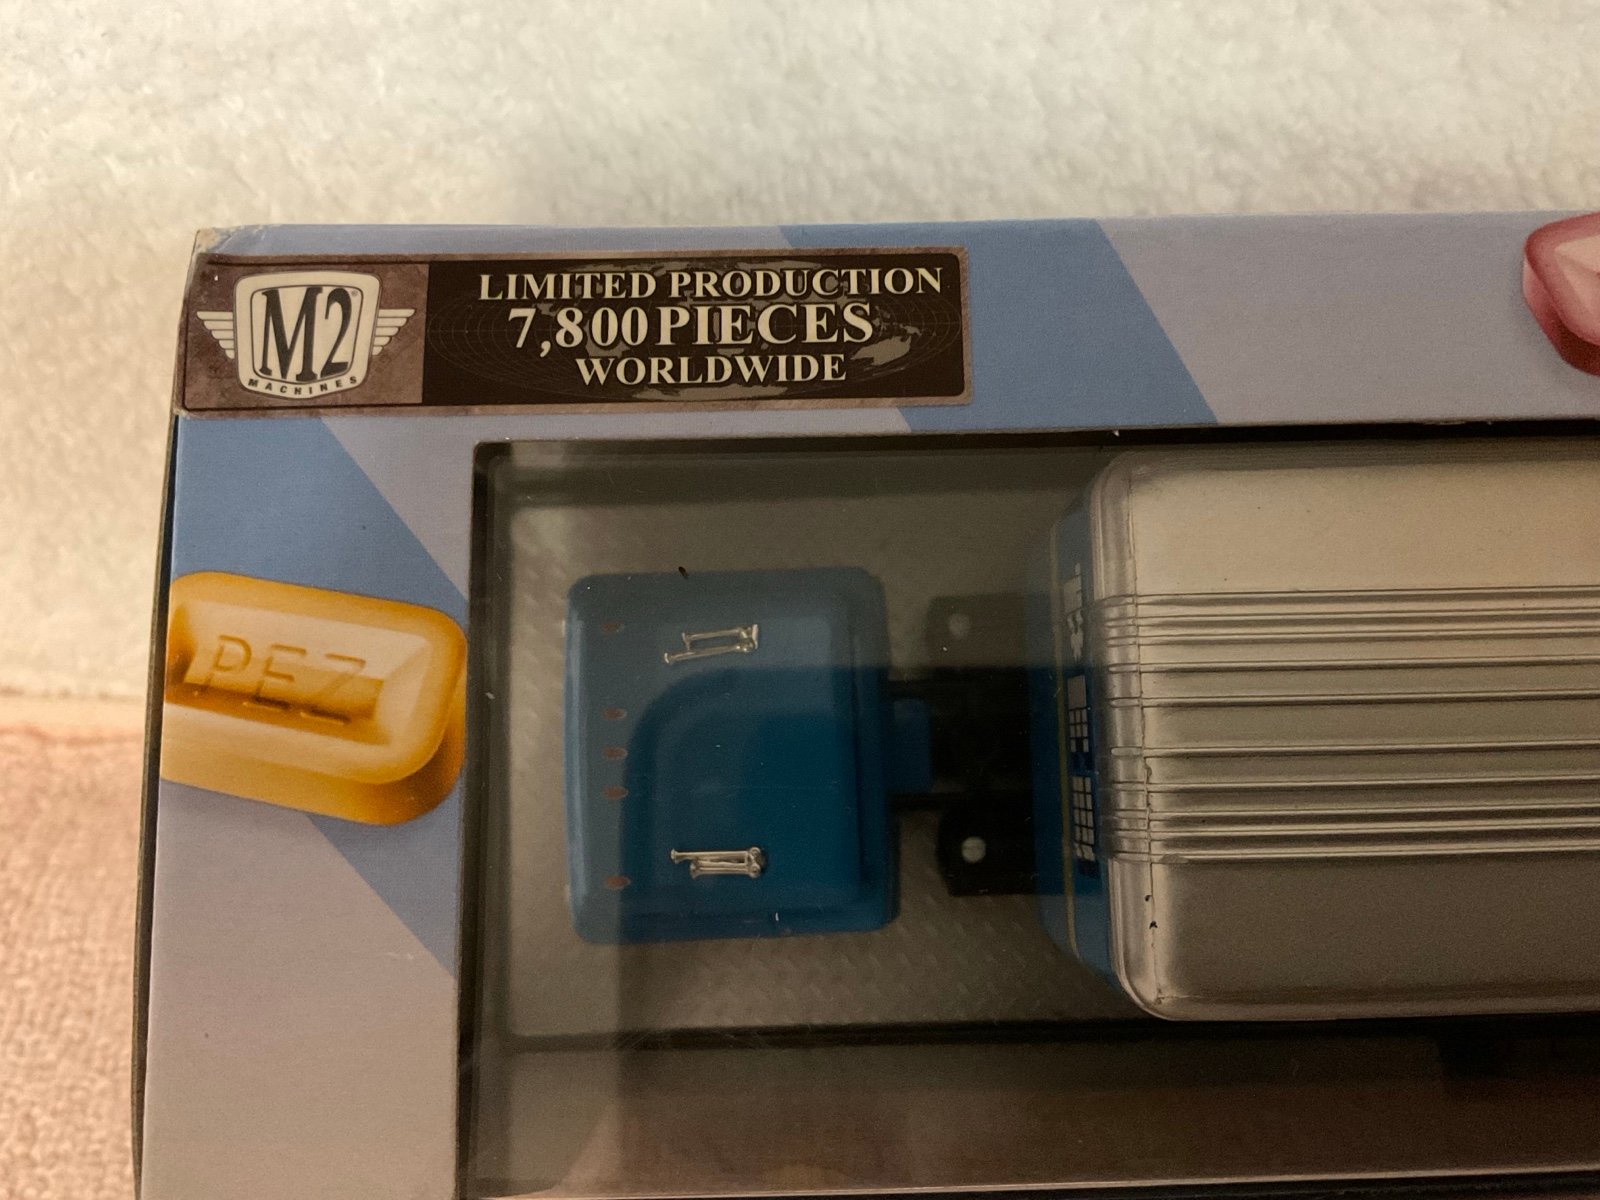 M2®
MACHINES
LIMITED PRODUCTION
7,800 PIECES
WORLDWIDE
PEZ